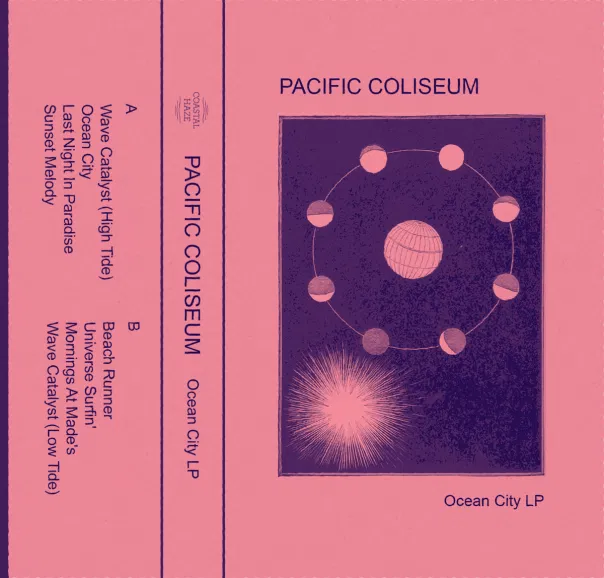 A
Wave Catalyst (High Tide)
Ocean City
Last Night In Paradise
Sunset Melody
B
Beach Runner
Universe Surfin'
Mornings At Made's
Wave Catalyst (Low Tide)
COASTAL
HAZE
PACIFIC COLISEUM
Ocean City LP
PACIFIC COLISEUM
Ocean City LP